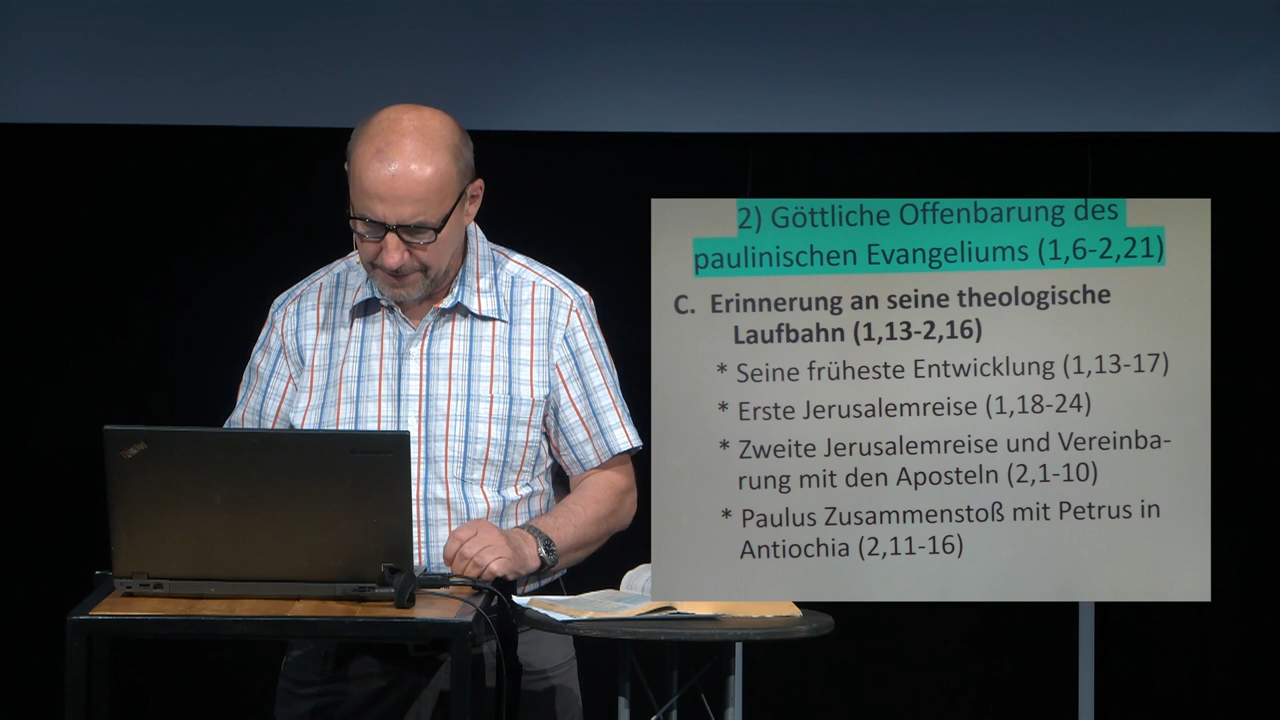 2) Göttliche Offenbarung des
paulinischen Evangeliums (1,6-2,21)
C. Erinnerung an seine theologische
Laufbahn (1,13-2,16)
* Seine früheste Entwicklung (1,13-17)
* Erste Jerusalemreise (1,18-24)
* Zweite Jerusalemreise und Vereinba-
rung mit den Aposteln (2,1-10)
* Paulus Zusammenstoß mit Petrus in
Antiochia (2,11-16)
ThinkPad